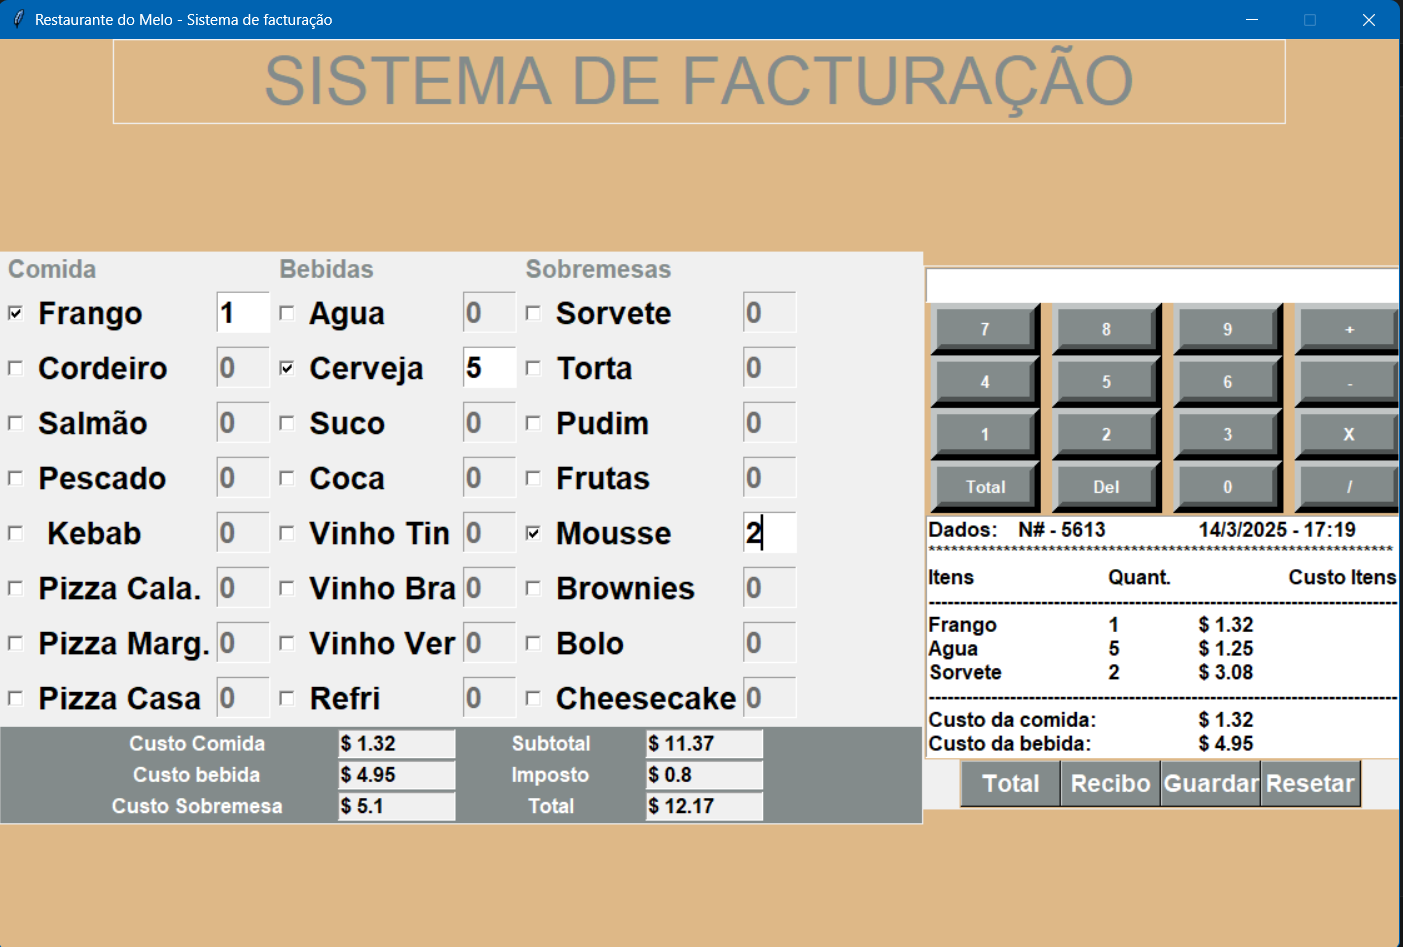 Restaurante do Melo - Sistema de facturação
SISTEMA DE FACTURAÇÃO
Comida Bebidas Sobremesas
Frango 1 Agua 0 Sorvete 0
Cordeiro 0 Cerveja 5 Torta 0
Salmão 0 Suco 0 Pudim 0
Pescado 0 Coca 0 Frutas 0
Kebab 0 Vinho Tin 0 Mousse 2
Pizza Cala. 0 Vinho Bra 0 Brownies 0
Pizza Marg. 0 Vinho Ver 0 Bolo 0
Pizza Casa 0 Refri 0 Cheesecake 0
Custo Comida $ 1.32 Subtotal $ 11.37
Custo bebida $ 4.95 Imposto $ 0.8
Custo Sobremesa $ 5.1 Total $ 12.17
7 8 9 +
4 5 6 -
1 2 3 X
Total Del 0 /
Dados: N# - 5613 14/3/2025 - 17:19
***************************************************************
Itens Quant. Custo Itens
-----------------------------------------------------------------
Frango 1 $ 1.32
Agua 5 $ 1.25
Sorvete 2 $ 3.08
-----------------------------------------------------------------
Custo da comida: $ 1.32
Custo da bebida: $ 4.95
Total Recibo Guardar Resetar